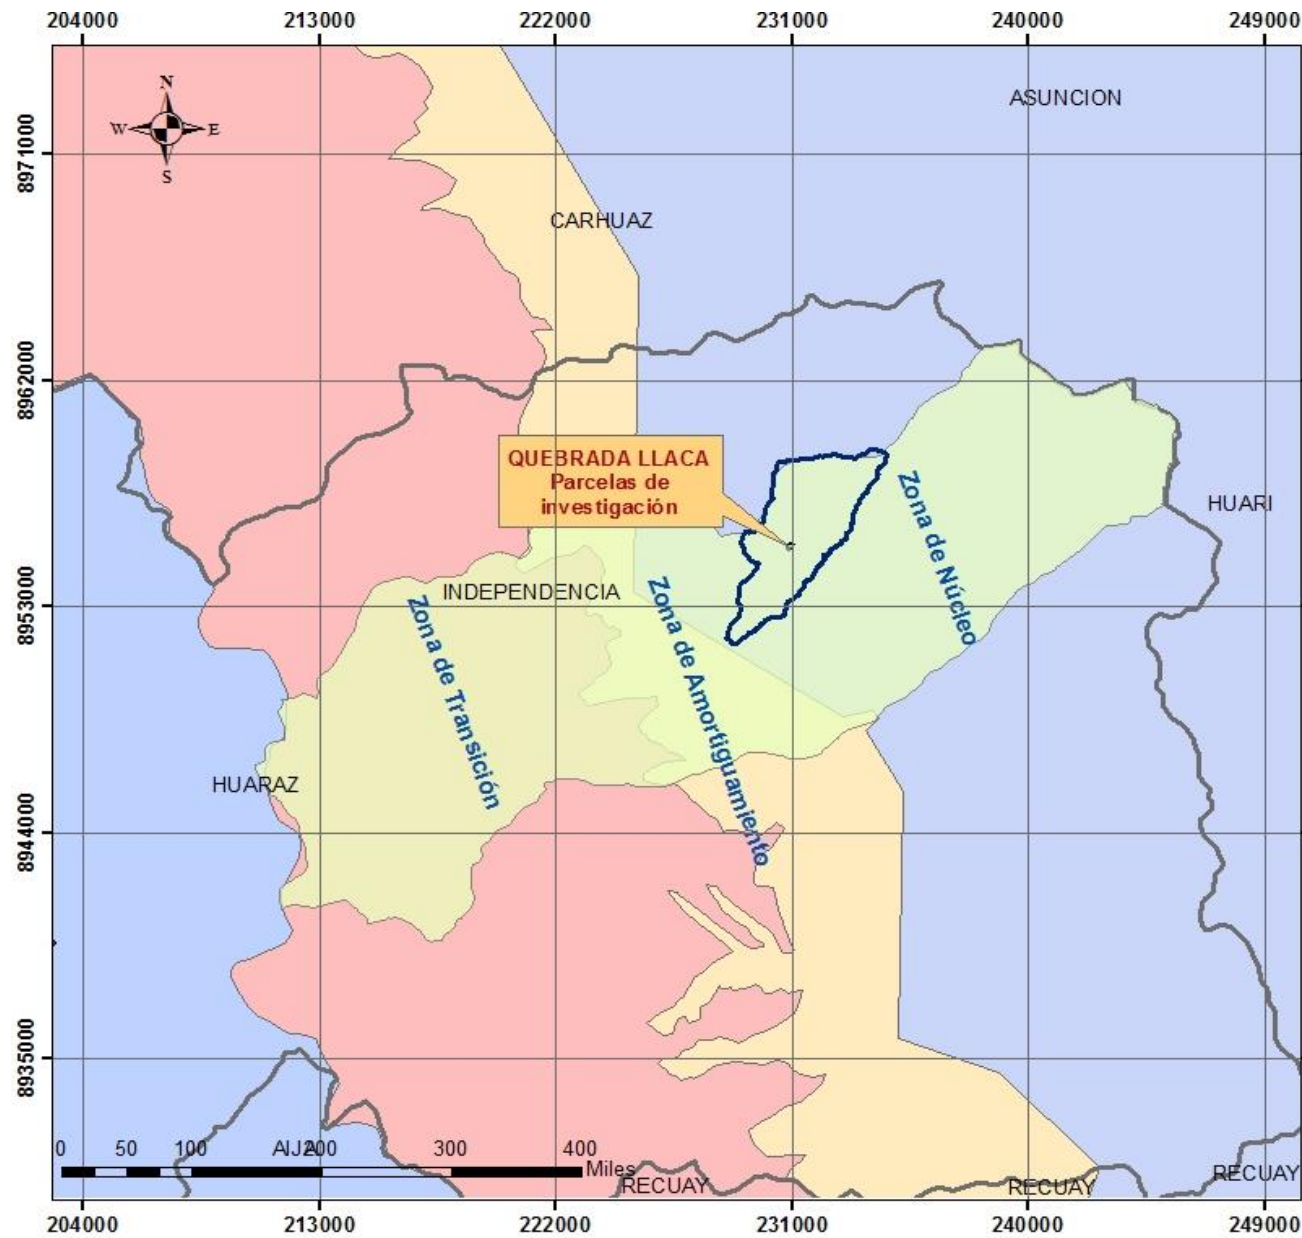 204000 213000 222000 231000 240000 249000
ASUNCION
N
W E
S
8971000
CARHUAZ
8962000
QUEBRADA LLACA
Parcelas de
investigación
Zona de Núcleo
HUARI
INDEPENDENCIA
8953000
Zona de Transición
Zona de Amortiguamiento
HUARAZ
8944000
8935000
0 50 100 200 300 400
Miles
RECUAY
RECUAY
RECUAY
204000 213000 222000 231000 240000 249000